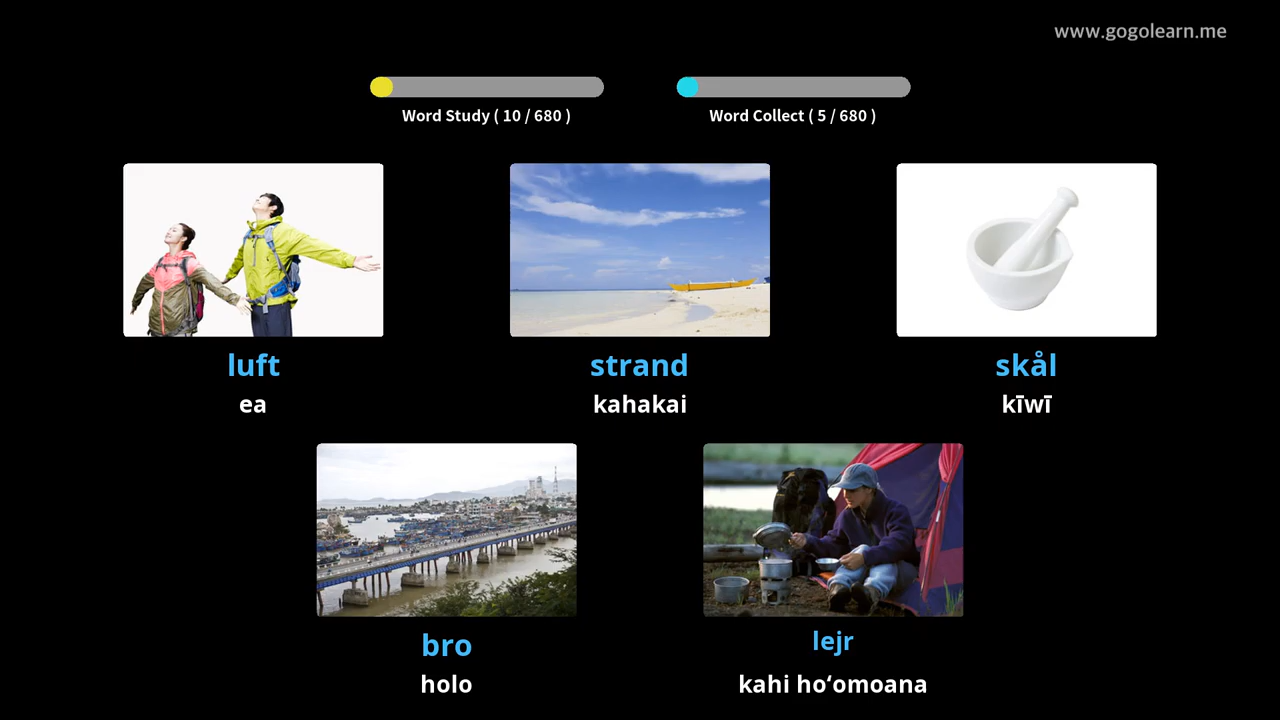 www.gogolearn.me
Word Study ( 10 / 680 )
Word Collect ( 5 / 680 )
luft
ea
strand
kahakai
skål
kīwī
bro
holo
lejr
kahi hoʻomoana